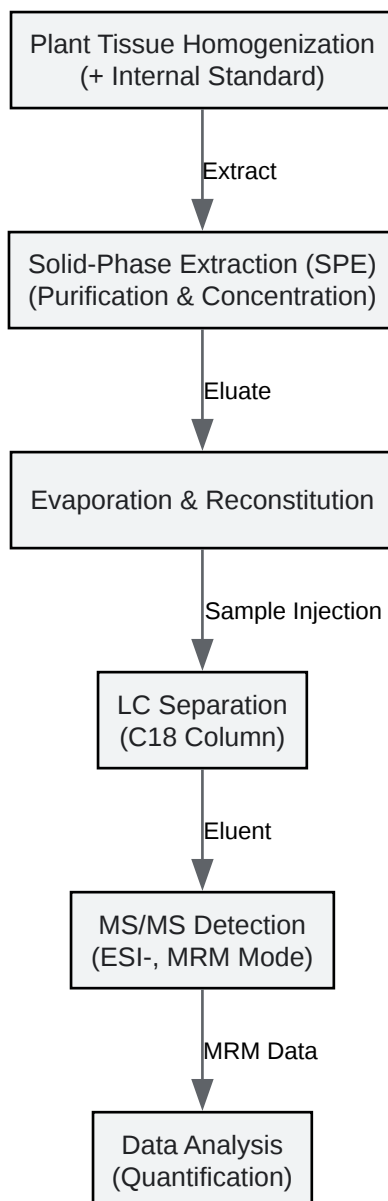 Plant Tissue Homogenization
(+ Internal Standard)
Extract
Solid-Phase Extraction (SPE)
(Purification & Concentration)
Eluate
Evaporation & Reconstitution
Sample Injection
LC Separation
(C18 Column)
Eluent
MS/MS Detection
(ESI-, MRM Mode)
MRM Data
Data Analysis
(Quantification)